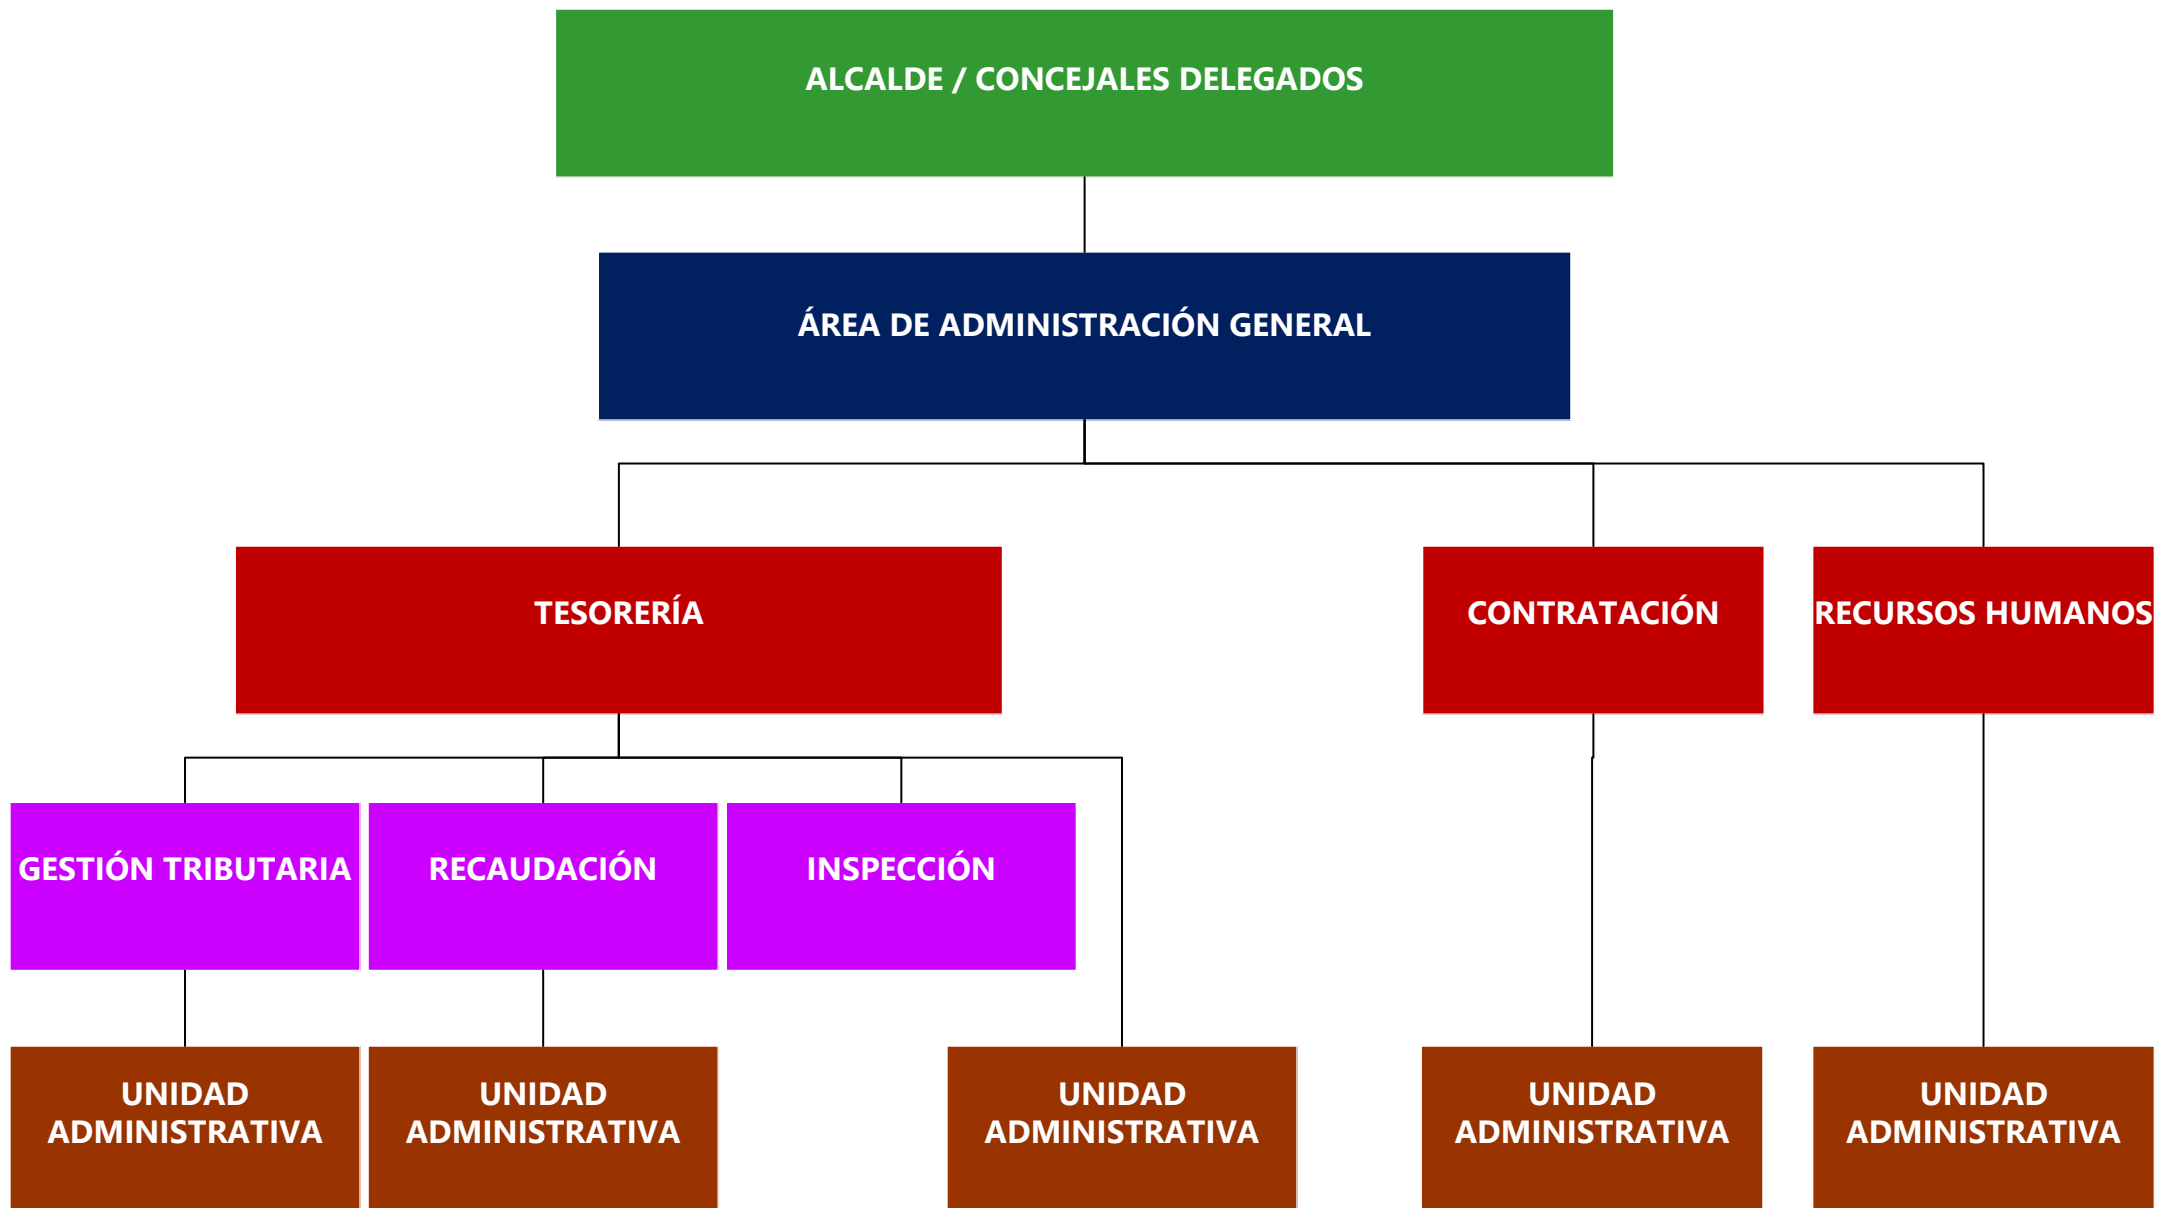 ALCALDE / CONCEJALES DELEGADOS
ÁREA DE ADMINISTRACIÓN GENERAL
TESORERÍA
CONTRATACIÓN
RECURSOS HUMANOS
GESTIÓN TRIBUTARIA
RECAUDACIÓN
INSPECCIÓN
UNIDAD
ADMINISTRATIVA
UNIDAD
ADMINISTRATIVA
UNIDAD
ADMINISTRATIVA
UNIDAD
ADMINISTRATIVA
UNIDAD
ADMINISTRATIVA